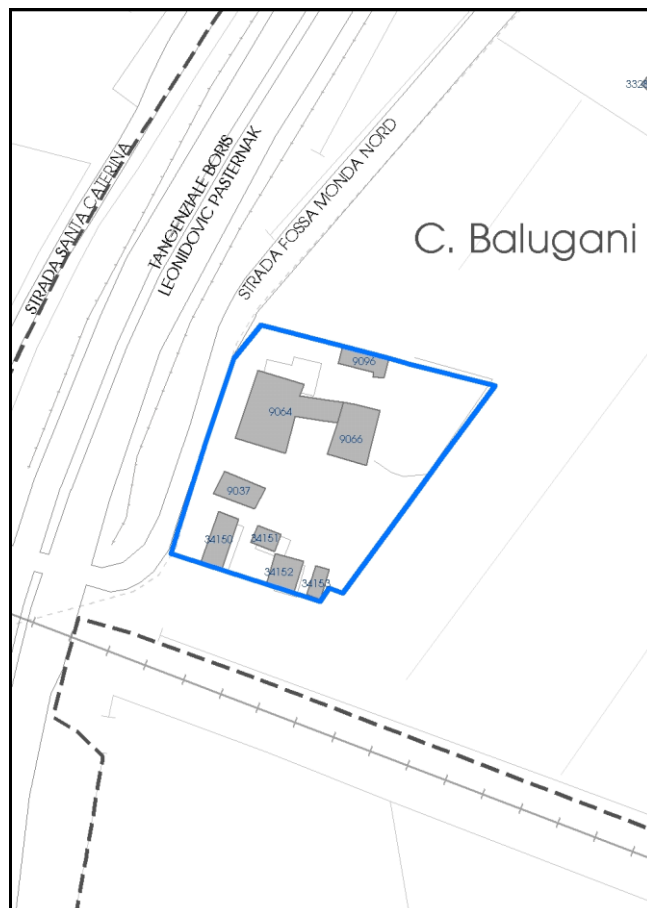 STRADA SANTA CATERINA
TANGENZIALE BORIS
LEONIDOVIC PASTERNAK
STRADA FOSSA MONDA NORD
C. Balugani
9096
9064
9066
9037
34150
34151
34152
34153